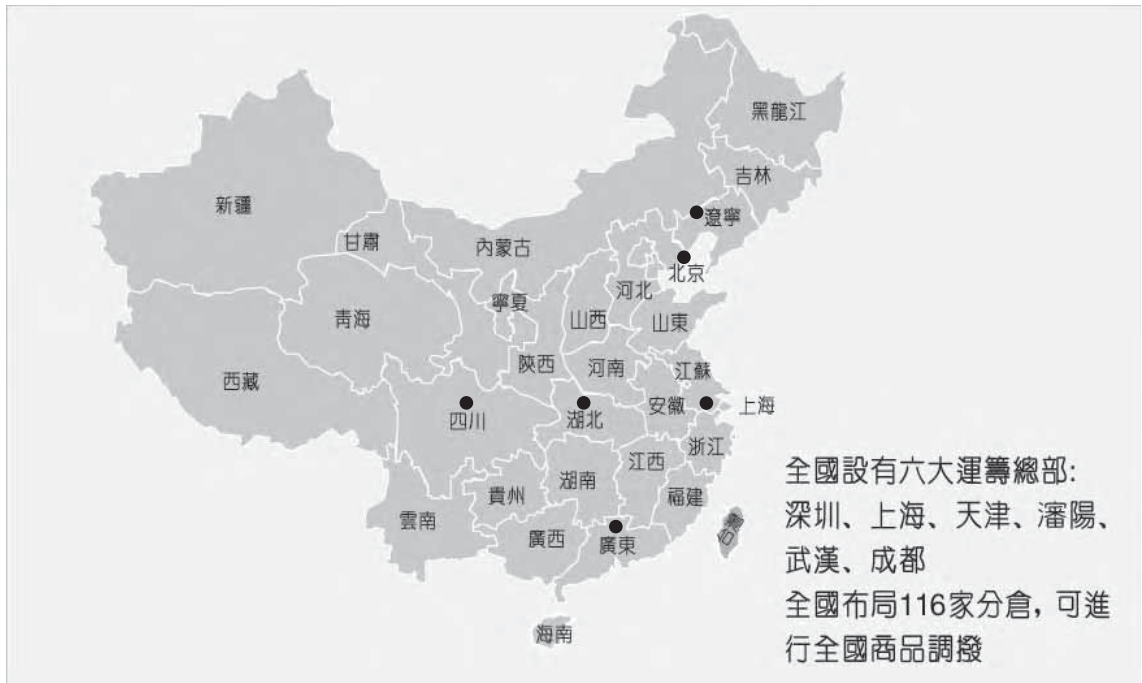 黑龍江
吉林
遼寧
新疆
甘肅
內蒙古
北京
河北
寧夏
山西
山東
青海
陝西
河南
江蘇
西藏
安徽
上海
四川
湖北
浙江
江西
湖南
貴州
福建
雲南
廣西
廣東
台灣
海南
全國設有六大運籌總部:
深圳、上海、天津、瀋陽、
武漢、成都
全國布局116家分倉, 可進
行全國商品調撥